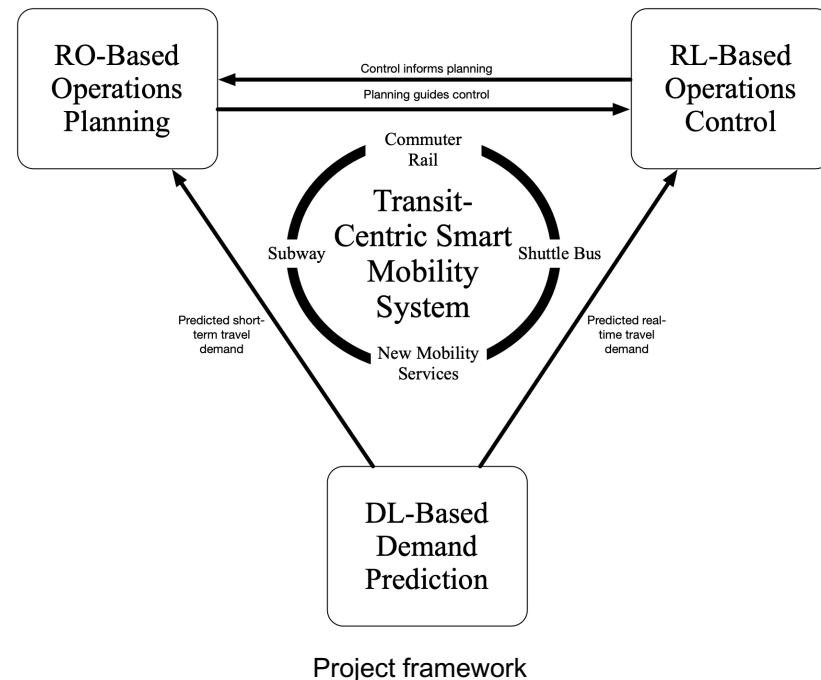 RO-Based
Operations
Planning
Control informs planning
Planning guides control
RL-Based
Operations
Control
Commuter
Rail
Transit-
Centric Smart
Mobility
System
Subway
Shuttle Bus
New Mobility
Services
Predicted short-
term travel
demand
Predicted real-
time travel
demand
DL-Based
Demand
Prediction
Project framework